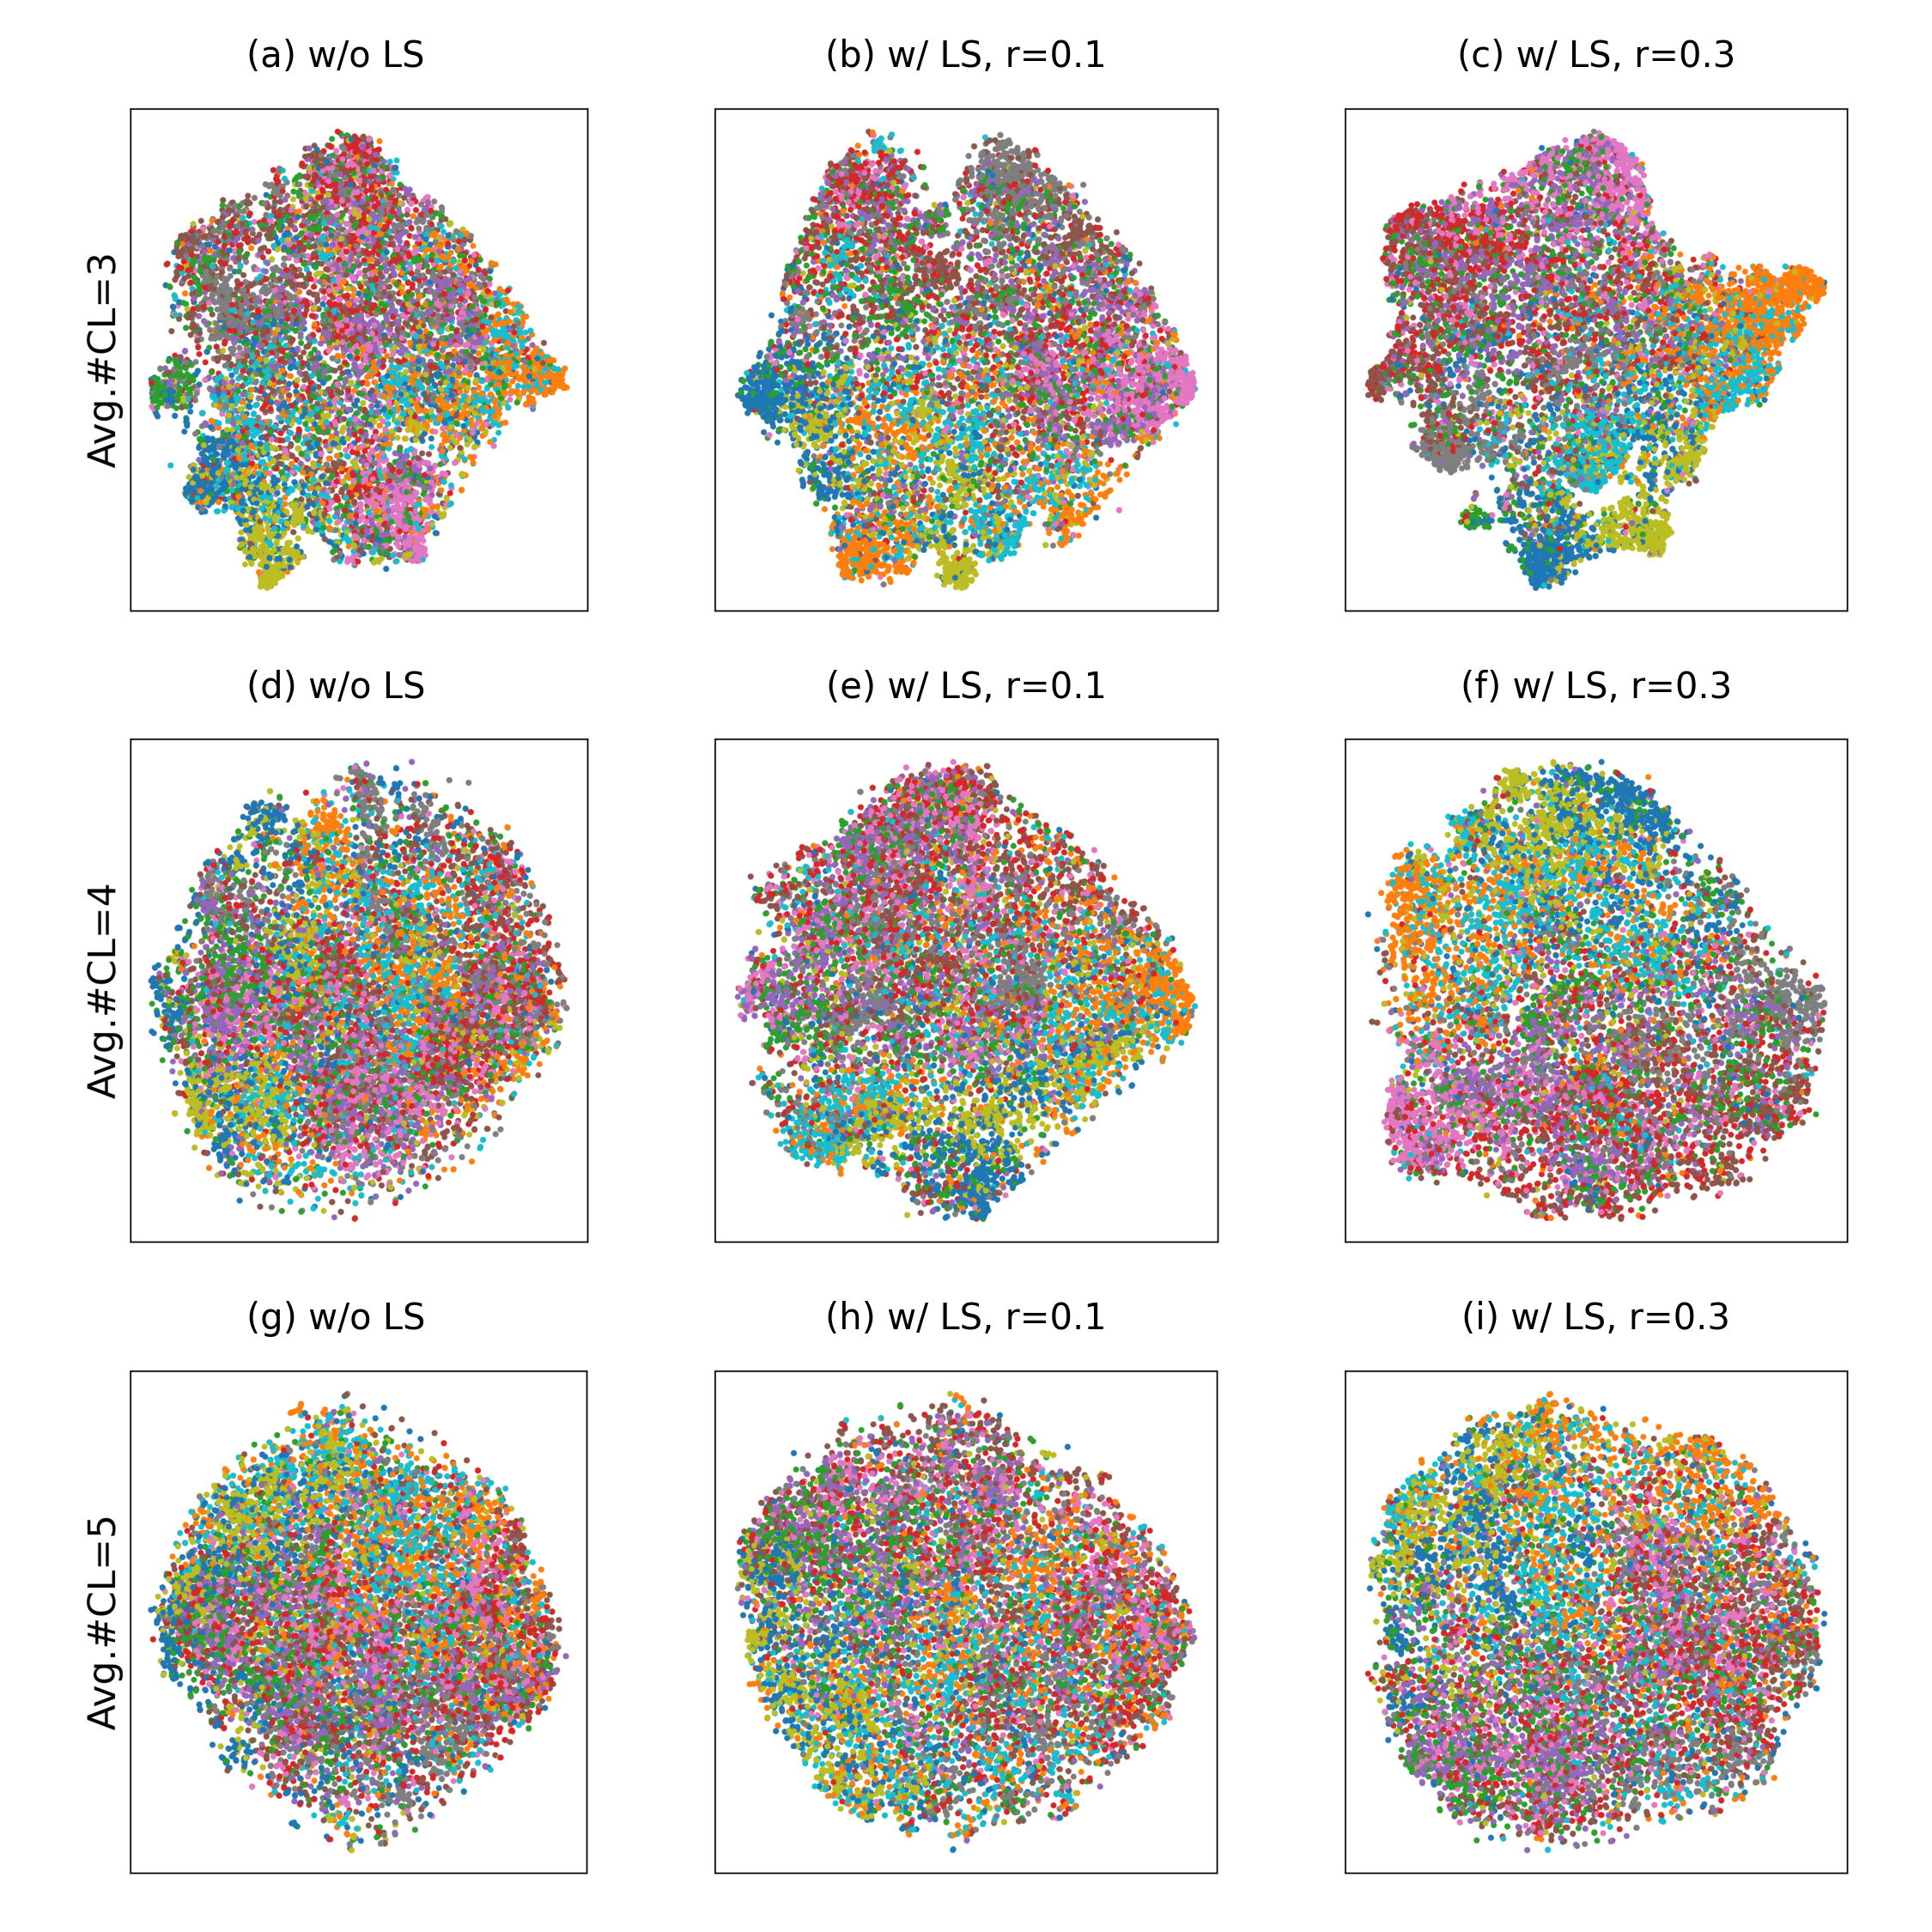 (a) w/o LS
(b) w/ LS, r=0.1
(c) w/ LS, r=0.3
Avg.#CL=3
(d) w/o LS
(e) w/ LS, r=0.1
(f) w/ LS, r=0.3
Avg.#CL=4
(g) w/o LS
(h) w/ LS, r=0.1
(i) w/ LS, r=0.3
Avg.#CL=5